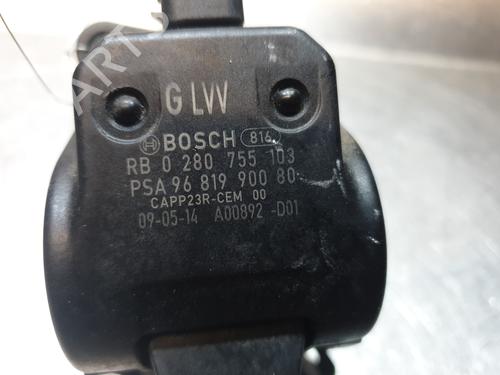 G LVV
BOSCH 816
RB 0 280 755 103
PSA 96 819 900 80
CAPP23R-CEM 00
09-05-14 A00892 -D01